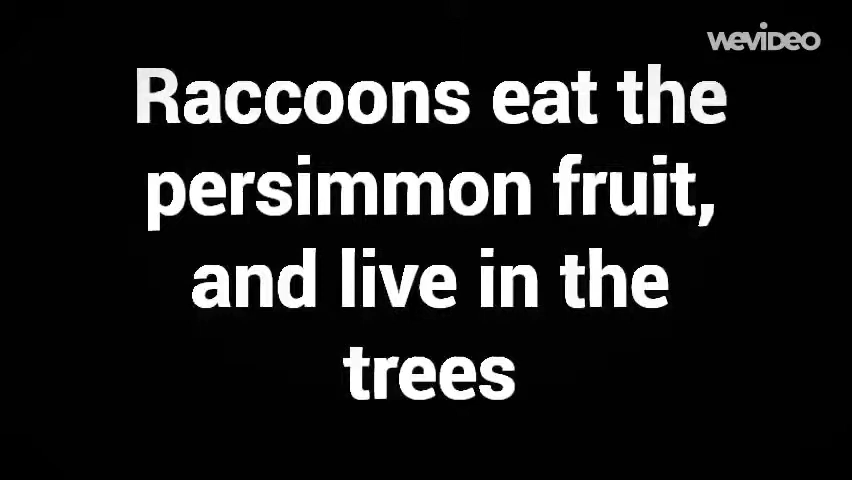 WEVIDEO
Raccoons eat the
persimmon fruit,
and live in the
trees